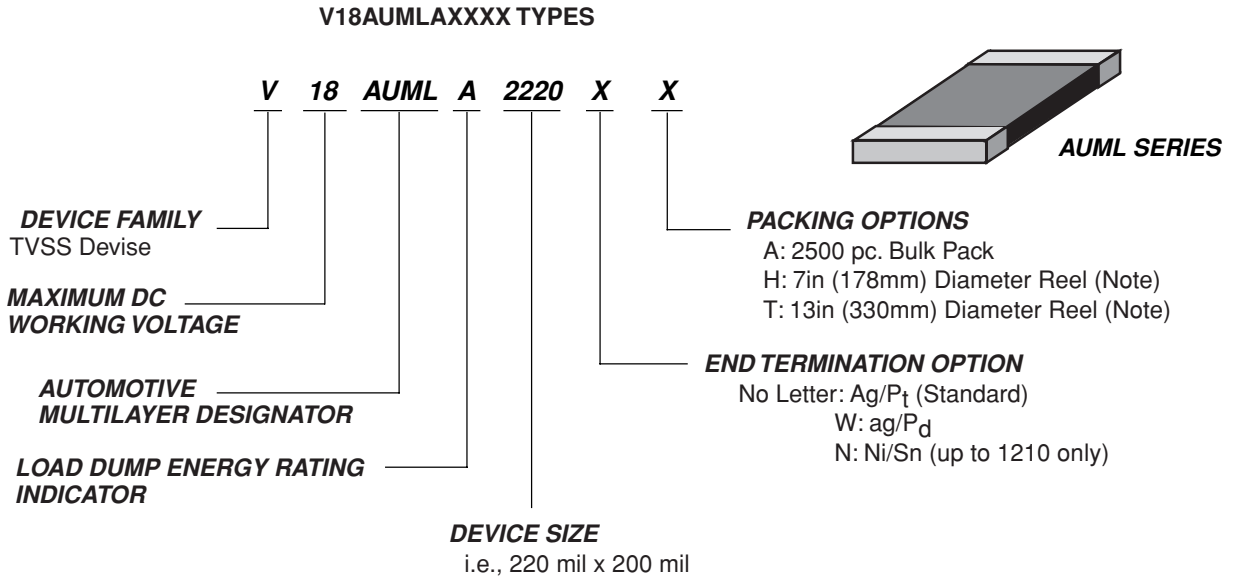 V18AUMLAXXXX TYPES
V 18 AUML A 2220 X X
AUML SERIES
DEVICE FAMILY
TVSS Devise
MAXIMUM DC
WORKING VOLTAGE
AUTOMOTIVE
MULTILAYER DESIGNATOR
LOAD DUMP ENERGY RATING
INDICATOR
DEVICE SIZE
i.e., 220 mil x 200 mil
PACKING OPTIONS
A: 2500 pc. Bulk Pack
H: 7in (178mm) Diameter Reel (Note)
T: 13in (330mm) Diameter Reel (Note)
END TERMINATION OPTION
No Letter: Ag/Pt (Standard)
W: ag/Pd
N: Ni/Sn (up to 1210 only)